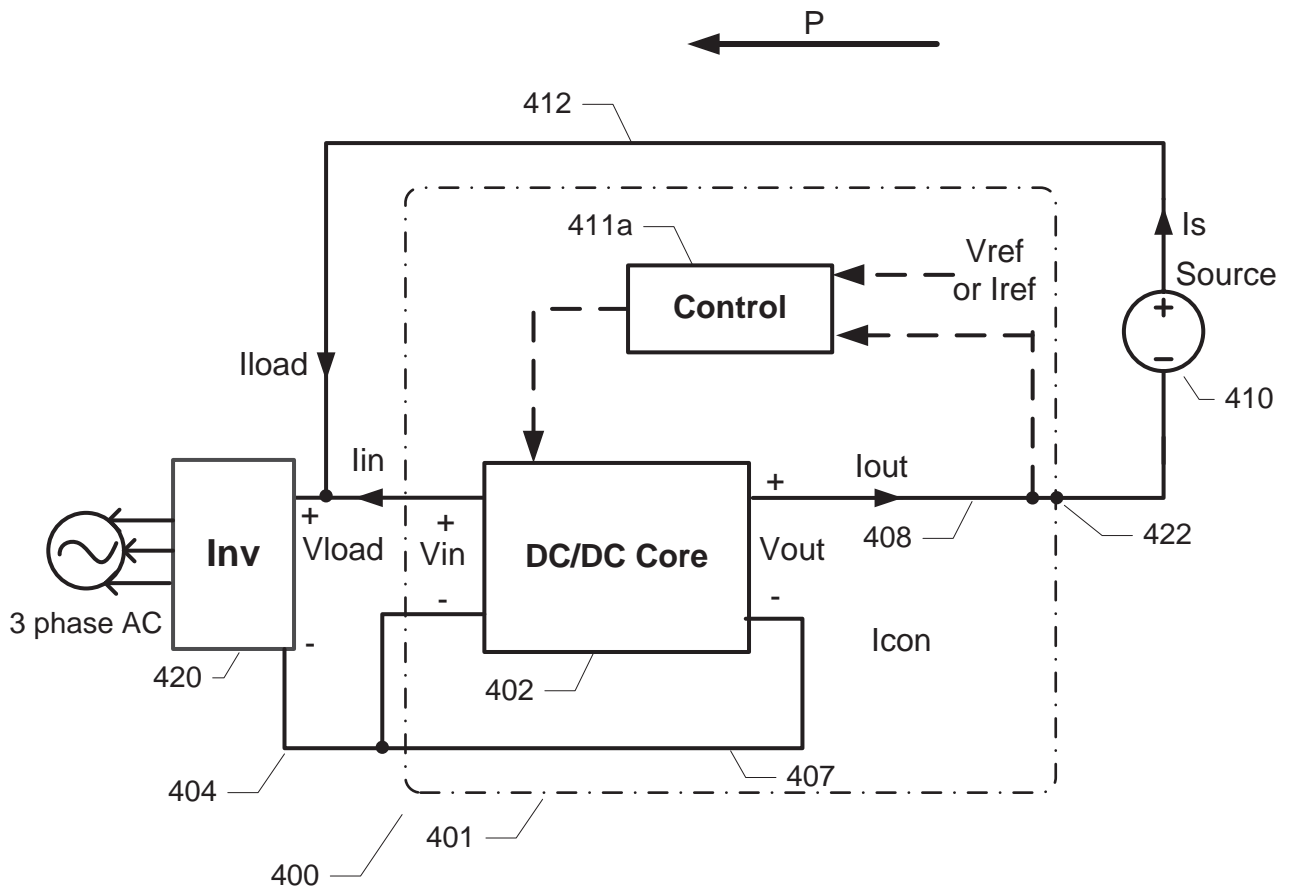 P
412
411a
Vref
or Iref
Control
Is
Source
+
-
410
Iload
Iin
Iout
+
Vload
-
Inv
3 phase AC
420
+
Vin
-
DC/DC Core
+
Vout
-
408
422
Icon
402
404
407
401
400